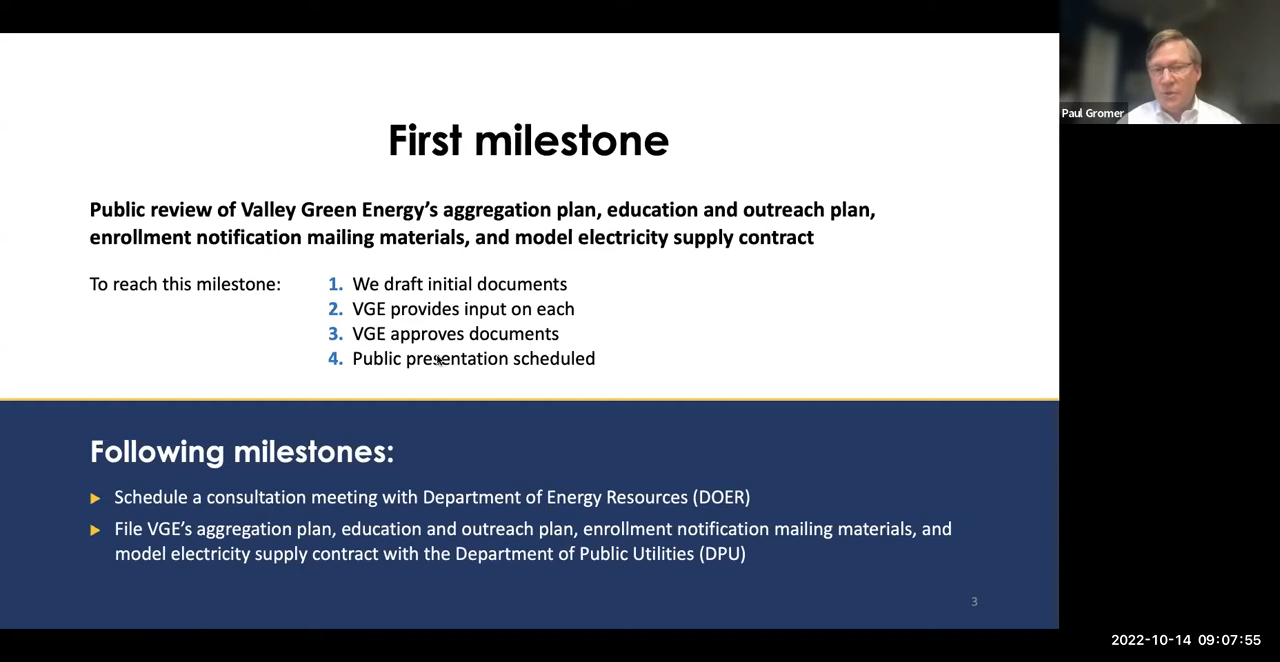 First milestone
Public review of Valley Green Energy’s aggregation plan, education and outreach plan,
enrollment notification mailing materials, and model electricity supply contract
To reach this milestone:
1. We draft initial documents
2. VGE provides input on each
3. VGE approves documents
4. Public presentation scheduled
Following milestones:
Schedule a consultation meeting with Department of Energy Resources (DOER)
File VGE’s aggregation plan, education and outreach plan, enrollment notification mailing materials, and
model electricity supply contract with the Department of Public Utilities (DPU)
3
Paul Gromer
2022-10-14 09:07:55